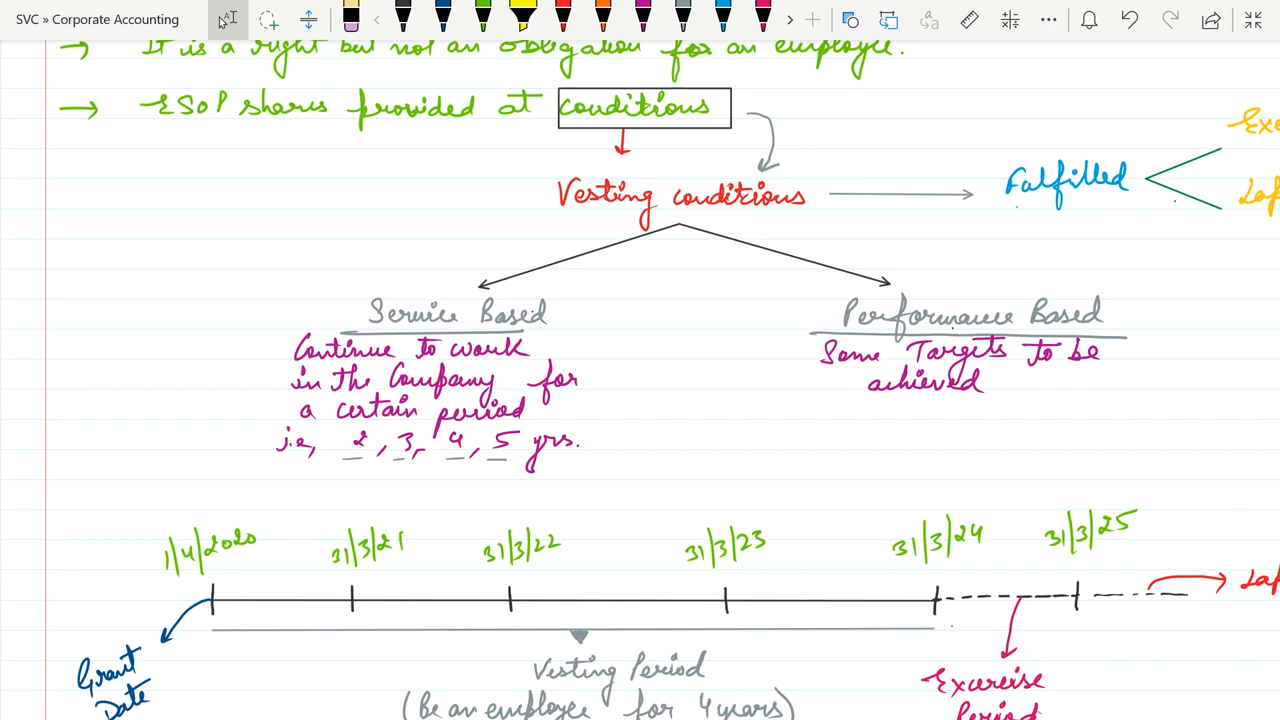 SVC » Corporate Accounting
→ It is a right but not an obligation for an employee.
→ ESOP shares provided at conditions
Vesting conditions
Fulfilled
Service Based
Continue to work
in the Company for
a certain period
i.e, 2, 3, 4, 5 yrs.
Performance Based
Some Targets to be
achieved
1/4/2020 31/3/21 31/3/22 31/3/23 31/3/24 31/3/25
Grant
Date
Vesting Period
(Be an employee for 4 years)
Excersise
Period